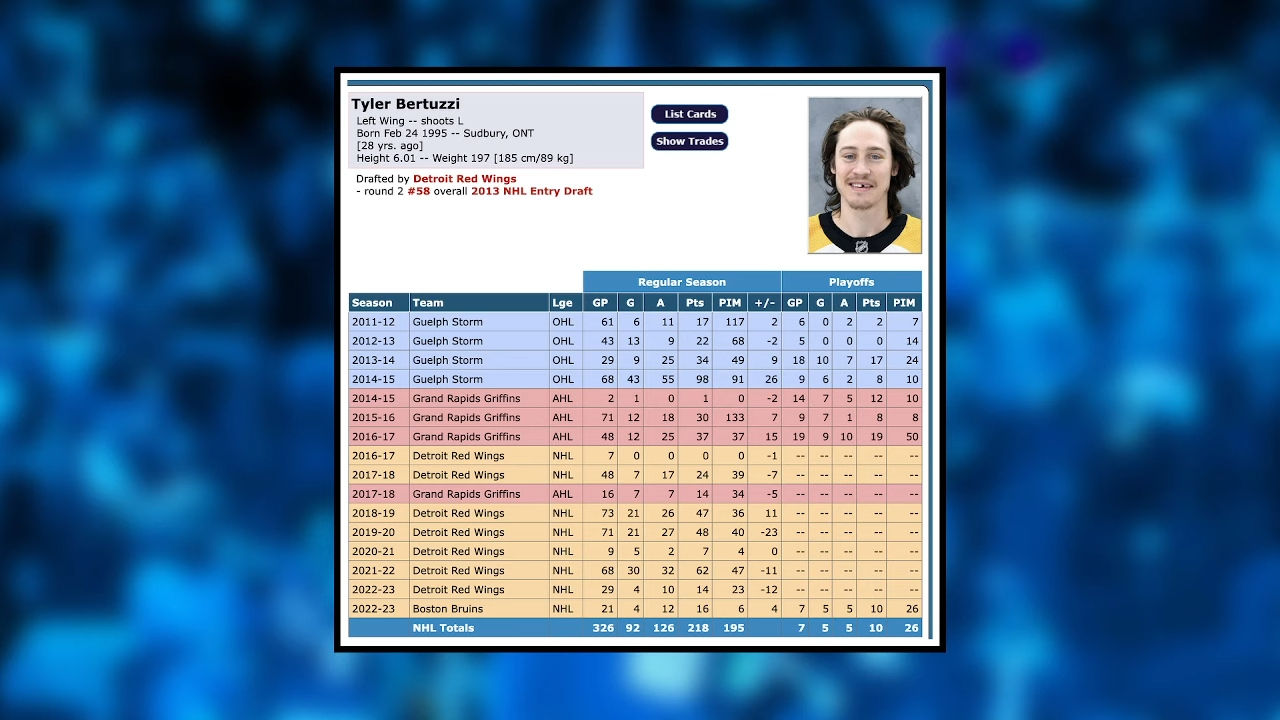 Tyler Bertuzzi
Left Wing -- shoots L
Born Feb 24 1995 -- Sudbury, ONT
[28 yrs. ago]
Height 6.01 -- Weight 197 [185 cm/89 kg]
List Cards
Show Trades
Drafted by Detroit Red Wings
- round 2 #58 overall 2013 NHL Entry Draft
Regular Season Playoffs
Season Team Lge GP G A Pts PIM +/- GP G A Pts PIM
2011-12 Guelph Storm OHL 61 6 11 17 117 2 6 0 2 2 7
2012-13 Guelph Storm OHL 43 13 9 22 68 -2 5 0 0 0 14
2013-14 Guelph Storm OHL 29 9 25 34 49 9 18 10 7 17 24
2014-15 Guelph Storm OHL 68 43 55 98 91 26 9 6 2 8 10
2014-15 Grand Rapids Griffins AHL 2 1 0 1 0 -2 14 7 5 12 10
2015-16 Grand Rapids Griffins AHL 71 12 18 30 133 7 9 7 1 8 8
2016-17 Grand Rapids Griffins AHL 48 12 25 37 37 15 19 9 10 19 50
2016-17 Detroit Red Wings NHL 7 0 0 0 0 -1 -- -- -- -- --
2017-18 Detroit Red Wings NHL 48 7 17 24 39 -7 -- -- -- -- --
2017-18 Grand Rapids Griffins AHL 16 7 7 14 34 -5 -- -- -- -- --
2018-19 Detroit Red Wings NHL 73 21 26 47 36 11 -- -- -- -- --
2019-20 Detroit Red Wings NHL 71 21 27 48 40 -23 -- -- -- -- --
2020-21 Detroit Red Wings NHL 9 5 2 7 4 0 -- -- -- -- --
2021-22 Detroit Red Wings NHL 68 30 32 62 47 -11 -- -- -- -- --
2022-23 Detroit Red Wings NHL 29 4 10 14 23 -12 -- -- -- -- --
2022-23 Boston Bruins NHL 21 4 12 16 6 4 7 5 5 10 26
NHL Totals 326 92 126 218 195 7 5 5 10 26